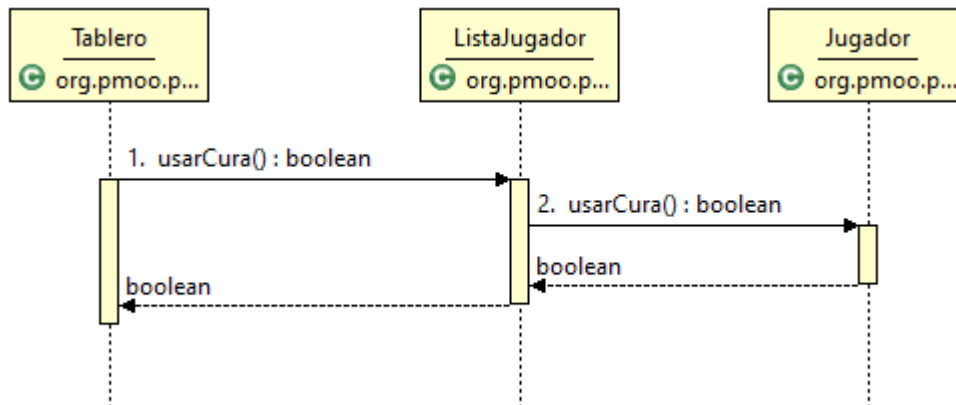 Tablero
org.pmoo.p...
ListaJugador
org.pmoo.p...
Jugador
org.pmoo.p...
1. usarCura() : boolean
2. usarCura() : boolean
boolean
boolean